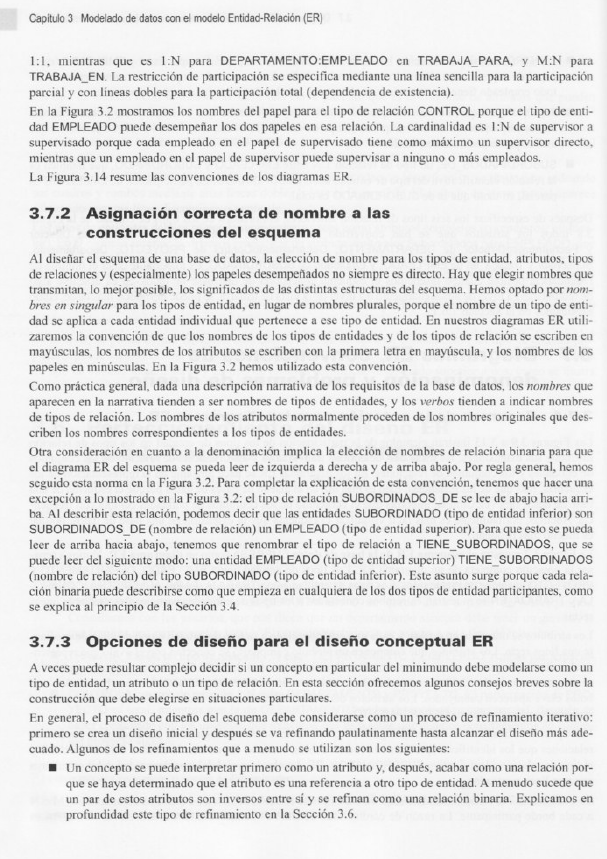 Capítulo 3 Modelado de datos con el modelo Entidad-Relación (ER)
1:1, mientras que es 1:N para DEPARTAMENTO:EMPLEADO en TRABAJA_PARA, y M:N para
TRABAJA_EN. La restricción de participación se especifica mediante una línea sencilla para la participación
parcial y con líneas dobles para la participación total (dependencia de existencia).
En la Figura 3.2 mostramos los nombres del papel para el tipo de relación CONTROL porque el tipo de enti-
dad EMPLEADO puede desempeñar los dos papeles en esa relación. La cardinalidad es 1:N de supervisor a
supervisado porque cada empleado en el papel de supervisado tiene como máximo un supervisor directo,
mientras que un empleado en el papel de supervisor puede supervisar a ninguno o más empleados.
La Figura 3.14 resume las convenciones de los diagramas ER.
3.7.2 Asignación correcta de nombre a las
construcciones del esquema
Al diseñar el esquema de una base de datos, la elección de nombre para los tipos de entidad, atributos, tipos
de relaciones y (especialmente) los papeles desempeñados no siempre es directo. Hay que elegir nombres que
transmitan, lo mejor posible, los significados de las distintas estructuras del esquema. Hemos optado por nom-
bres en singular para los tipos de entidad, en lugar de nombres plurales, porque el nombre de un tipo de enti-
dad se aplica a cada entidad individual que pertenece a ese tipo de entidad. En nuestros diagramas ER utili-
zaremos la convención de que los nombres de los tipos de entidades y de los tipos de relación se escriben en
mayúsculas, los nombres de los atributos se escriben con la primera letra en mayúscula, y los nombres de los
papeles en minúsculas. En la Figura 3.2 hemos utilizado esta convención.
Como práctica general, dada una descripción narrativa de los requisitos de la base de datos, los nombres que
aparecen en la narrativa tienden a ser nombres de tipos de entidades, y los verbos tienden a indicar nombres
de tipos de relación. Los nombres de los atributos normalmente proceden de los nombres originales que des-
criben los nombres correspondientes a los tipos de entidades.
Otra consideración en cuanto a la denominación implica la elección de nombres de relación binaria para que
el diagrama ER del esquema se pueda leer de izquierda a derecha y de arriba abajo. Por regla general, hemos
seguido esta norma en la Figura 3.2. Para completar la explicación de esta convención, tenemos que hacer una
excepción a lo mostrado en la Figura 3.2: el tipo de relación SUBORDINADOS_DE se lee de abajo hacia arri-
ba. Al describir esta relación, podemos decir que las entidades SUBORDINADO (tipo de entidad inferior) son
SUBORDINADOS_DE (nombre de relación) un EMPLEADO (tipo de entidad superior). Para que esto se pueda
leer de arriba hacia abajo, tenemos que renombrar el tipo de relación a TIENE_SUBORDINADOS, que se
puede leer del siguiente modo: una entidad EMPLEADO (tipo de entidad superior) TIENE_SUBORDINADOS
(nombre de relación) del tipo SUBORDINADO (tipo de entidad inferior). Este asunto surge porque cada rela-
ción binaria puede describirse como que empieza en cualquiera de los dos tipos de entidad participantes, como
se explica al principio de la Sección 3.4.
3.7.3 Opciones de diseño para el diseño conceptual ER
A veces puede resultar complejo decidir si un concepto en particular del minimundo debe modelarse como un
tipo de entidad, un atributo o un tipo de relación. En esta sección ofrecemos algunos consejos breves sobre la
construcción que debe elegirse en situaciones particulares.
En general, el proceso de diseño del esquema debe considerarse como un proceso de refinamiento iterativo:
primero se crea un diseño inicial y después se va refinando paulatinamente hasta alcanzar el diseño más ade-
cuado. Algunos de los refinamientos que a menudo se utilizan son los siguientes:
■ Un concepto se puede interpretar primero como un atributo y, después, acabar como una relación por-
que se haya determinado que el atributo es una referencia a otro tipo de entidad. A menudo sucede que
un par de estos atributos son inversos entre sí y se refinan como una relación binaria. Explicamos en
profundidad este tipo de refinamiento en la Sección 3.6.